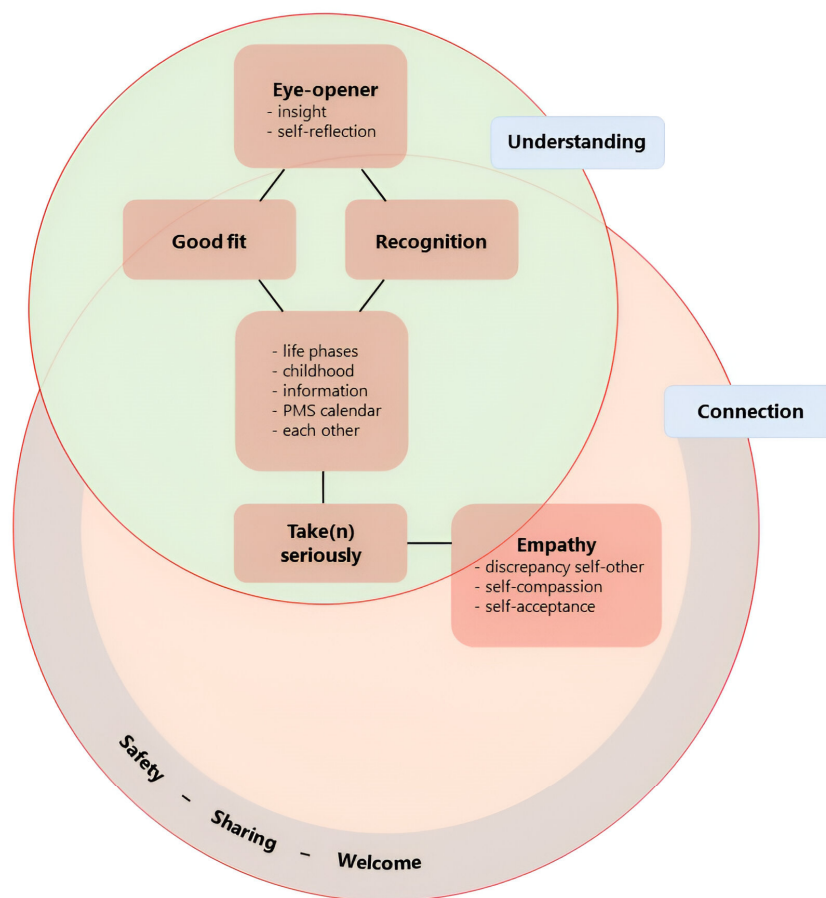 Eye-opener
- insight
- self-reflection
Understanding
Good fit
Recognition
- life phases
- childhood
- information
- PMS calendar
- each other
Connection
Take(n)
seriously
Empathy
- discrepancy self-other
- self-compassion
- self-acceptance
Safety – Sharing – Welcome